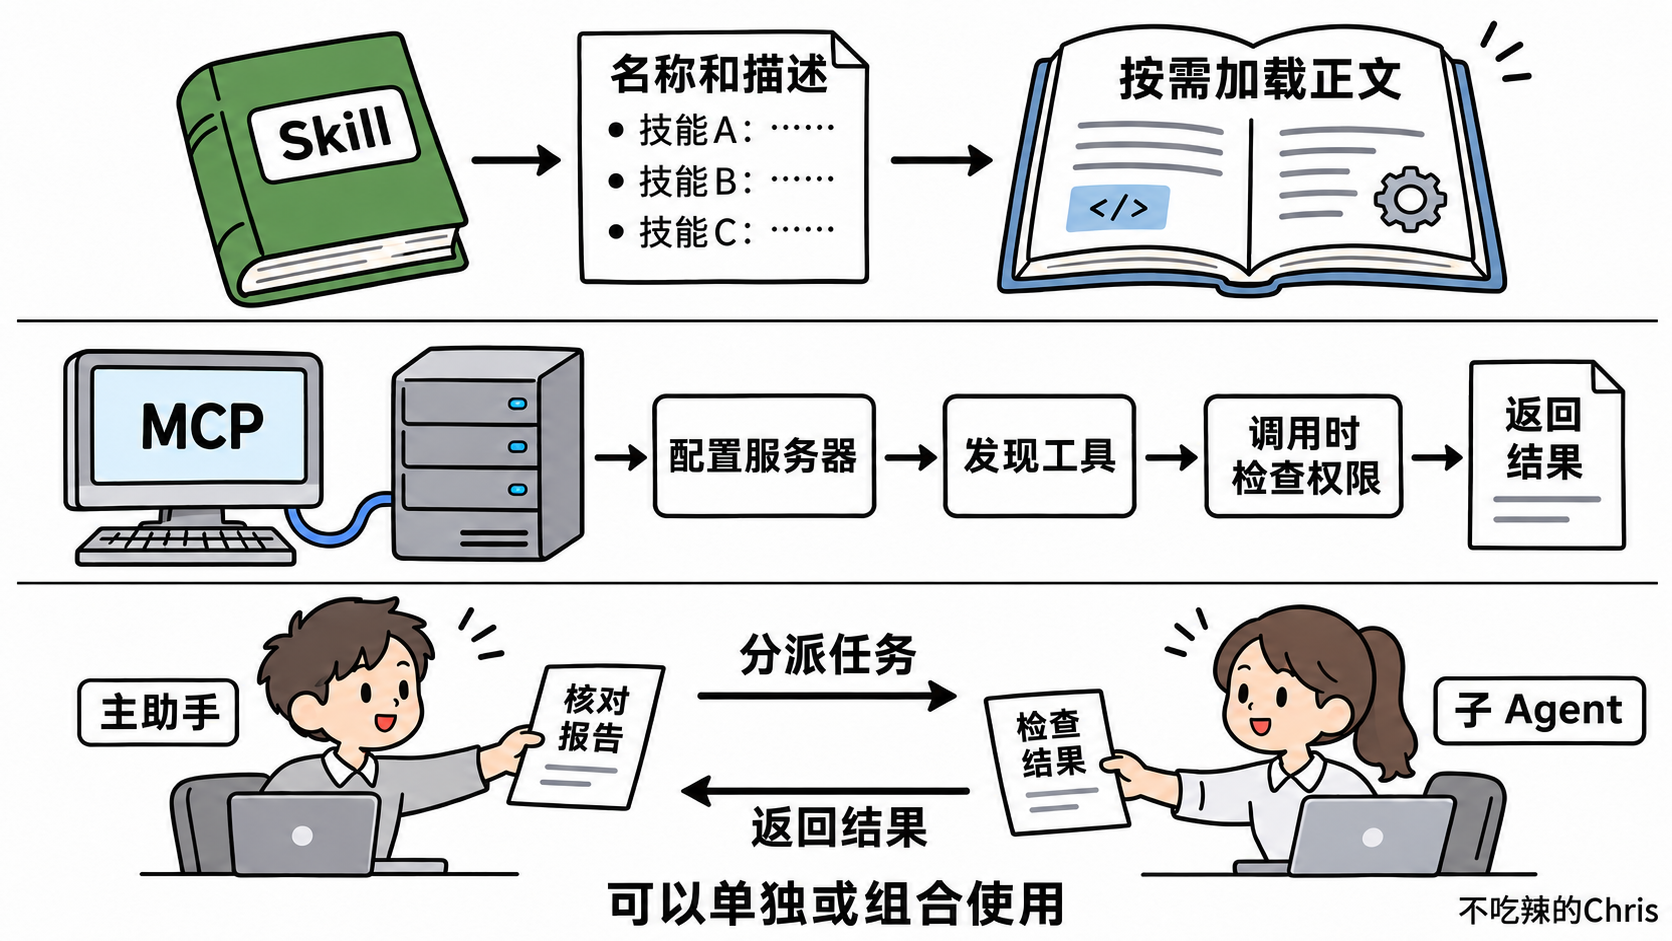 Skill
名称和描述
• 技能A：……
• 技能B：……
• 技能C：……
按需加载正文
</>
MCP
配置服务器
发现工具
调用时
检查权限
返回
结果
主助手
核对
报告
分派任务
返回结果
检查
结果
子 Agent
可以单独或组合使用
不吃辣的Chris